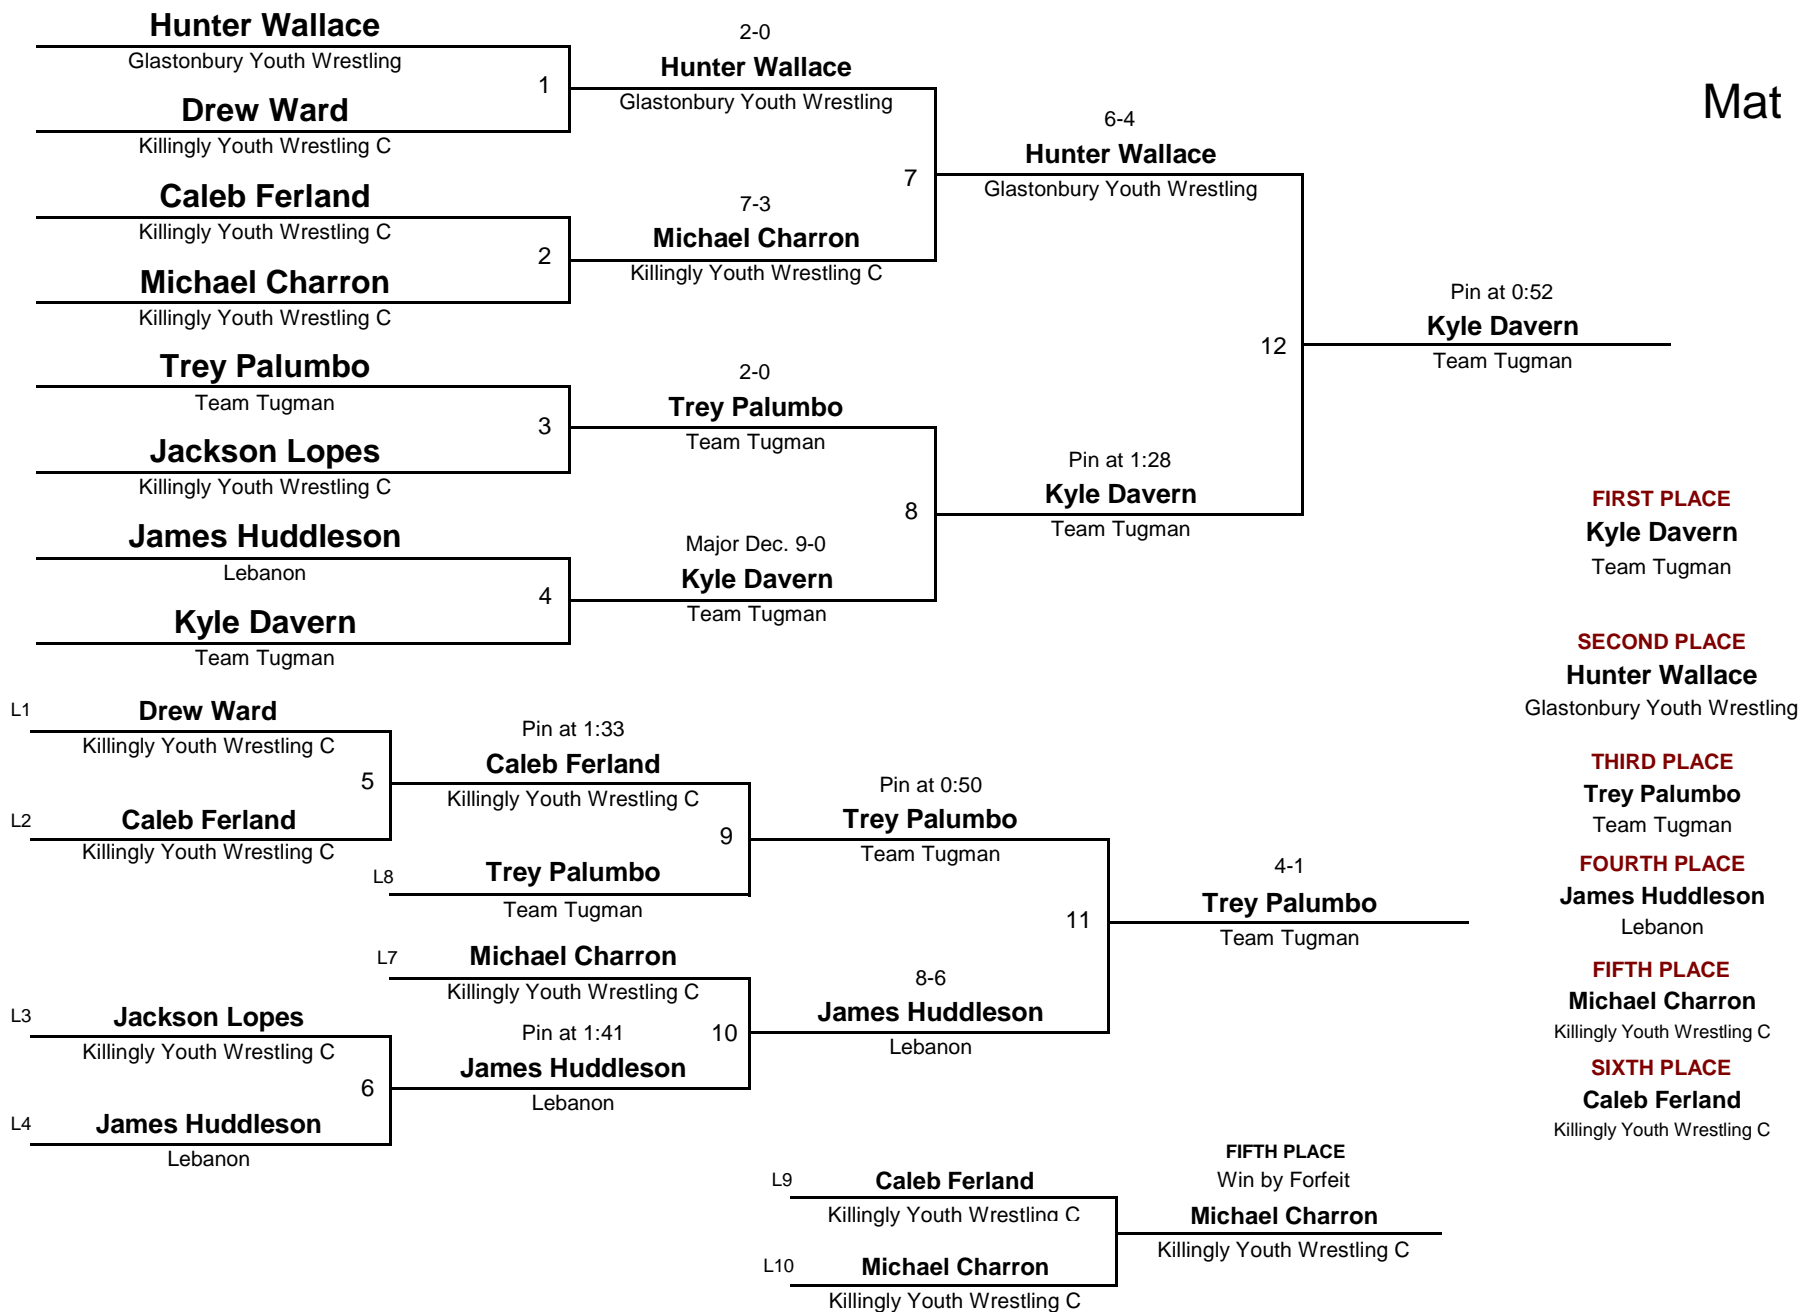 Hunter Wallace
Glastonbury Youth Wrestling
1
Drew Ward
Killingly Youth Wrestling C
Caleb Ferland
Killingly Youth Wrestling C
2
Michael Charron
Killingly Youth Wrestling C
Trey Palumbo
Team Tugman
3
Jackson Lopes
Killingly Youth Wrestling C
James Huddleson
Lebanon
4
Kyle Davern
Team Tugman
2-0
Hunter Wallace
Glastonbury Youth Wrestling
7
7-3
Michael Charron
Killingly Youth Wrestling C
2-0
Trey Palumbo
Team Tugman
8
Major Dec. 9-0
Kyle Davern
Team Tugman
6-4
Hunter Wallace
Glastonbury Youth Wrestling
12
Pin at 1:28
Kyle Davern
Team Tugman
Pin at 0:52
Kyle Davern
Team Tugman
Mat
L1
Drew Ward
Killingly Youth Wrestling C
5
L2
Caleb Ferland
Killingly Youth Wrestling C
Pin at 1:33
Caleb Ferland
Killingly Youth Wrestling C
9
L8
Trey Palumbo
Team Tugman
L7
Michael Charron
Killingly Youth Wrestling C
10
L3
Jackson Lopes
Killingly Youth Wrestling C
6
L4
James Huddleson
Lebanon
Pin at 1:41
James Huddleson
Lebanon
Pin at 0:50
Trey Palumbo
Team Tugman
11
8-6
James Huddleson
Lebanon
4-1
Trey Palumbo
Team Tugman
L9
Caleb Ferland
Killingly Youth Wrestling C
L10
Michael Charron
Killingly Youth Wrestling C
FIFTH PLACE
Win by Forfeit
Michael Charron
Killingly Youth Wrestling C
FIRST PLACE
Kyle Davern
Team Tugman
SECOND PLACE
Hunter Wallace
Glastonbury Youth Wrestling
THIRD PLACE
Trey Palumbo
Team Tugman
FOURTH PLACE
James Huddleson
Lebanon
FIFTH PLACE
Michael Charron
Killingly Youth Wrestling C
SIXTH PLACE
Caleb Ferland
Killingly Youth Wrestling C